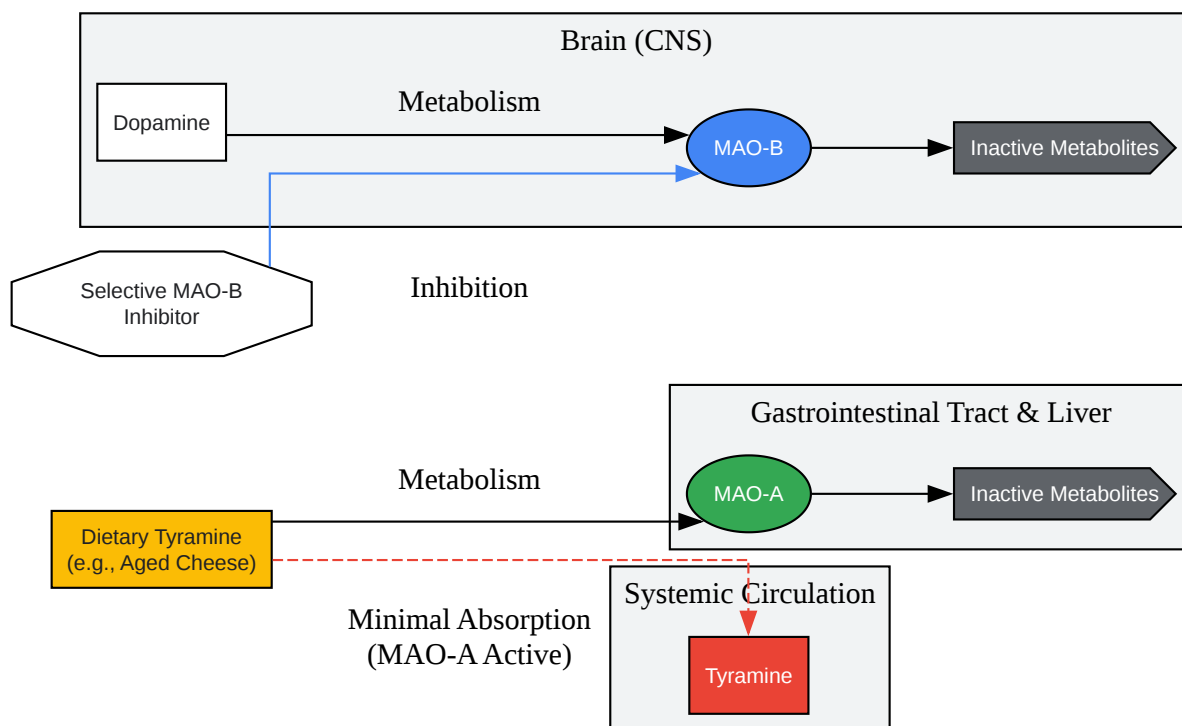 Brain (CNS)
Metabolism
Dopamine
MAO-B
Inactive Metabolites
Selective MAO-B
Inhibitor
Inhibition
Gastrointestinal Tract & Liver
Metabolism
MAO-A
Inactive Metabolites
Dietary Tyramine
(e.g., Aged Cheese)
Systemic Circulation
Minimal Absorption
(MAO-A Active)
Tyramine